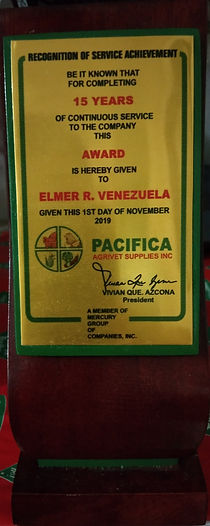 RECOGNITION OF SERVICE ACHIEVEMENT
BE IT KNOWN THAT
FOR COMPLETING
15 YEARS
OF CONTINUOUS SERVICE
TO THE COMPANY
THIS
AWARD
IS HEREBY GIVEN
TO
ELMER R. VENEZUELA
GIVEN THIS 1ST DAY OF NOVEMBER
2019
PACIFICA
AGRIVET SUPPLIES INC
VIVIAN QUE. AZCONA
President
A MEMBER OF
MERCURY
GROUP
OF
COMPANIES, INC.